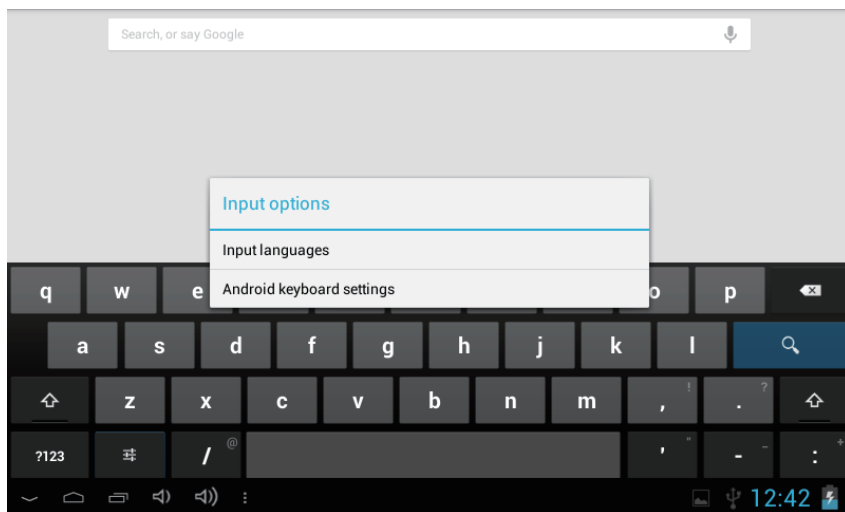 Search, or say Google
Input options
Input languages
Android keyboard settings
q w e o p
a s d f g h j k l
z x c v b n m , ! . ?
?123 / @ ' " - _ : +
12:42